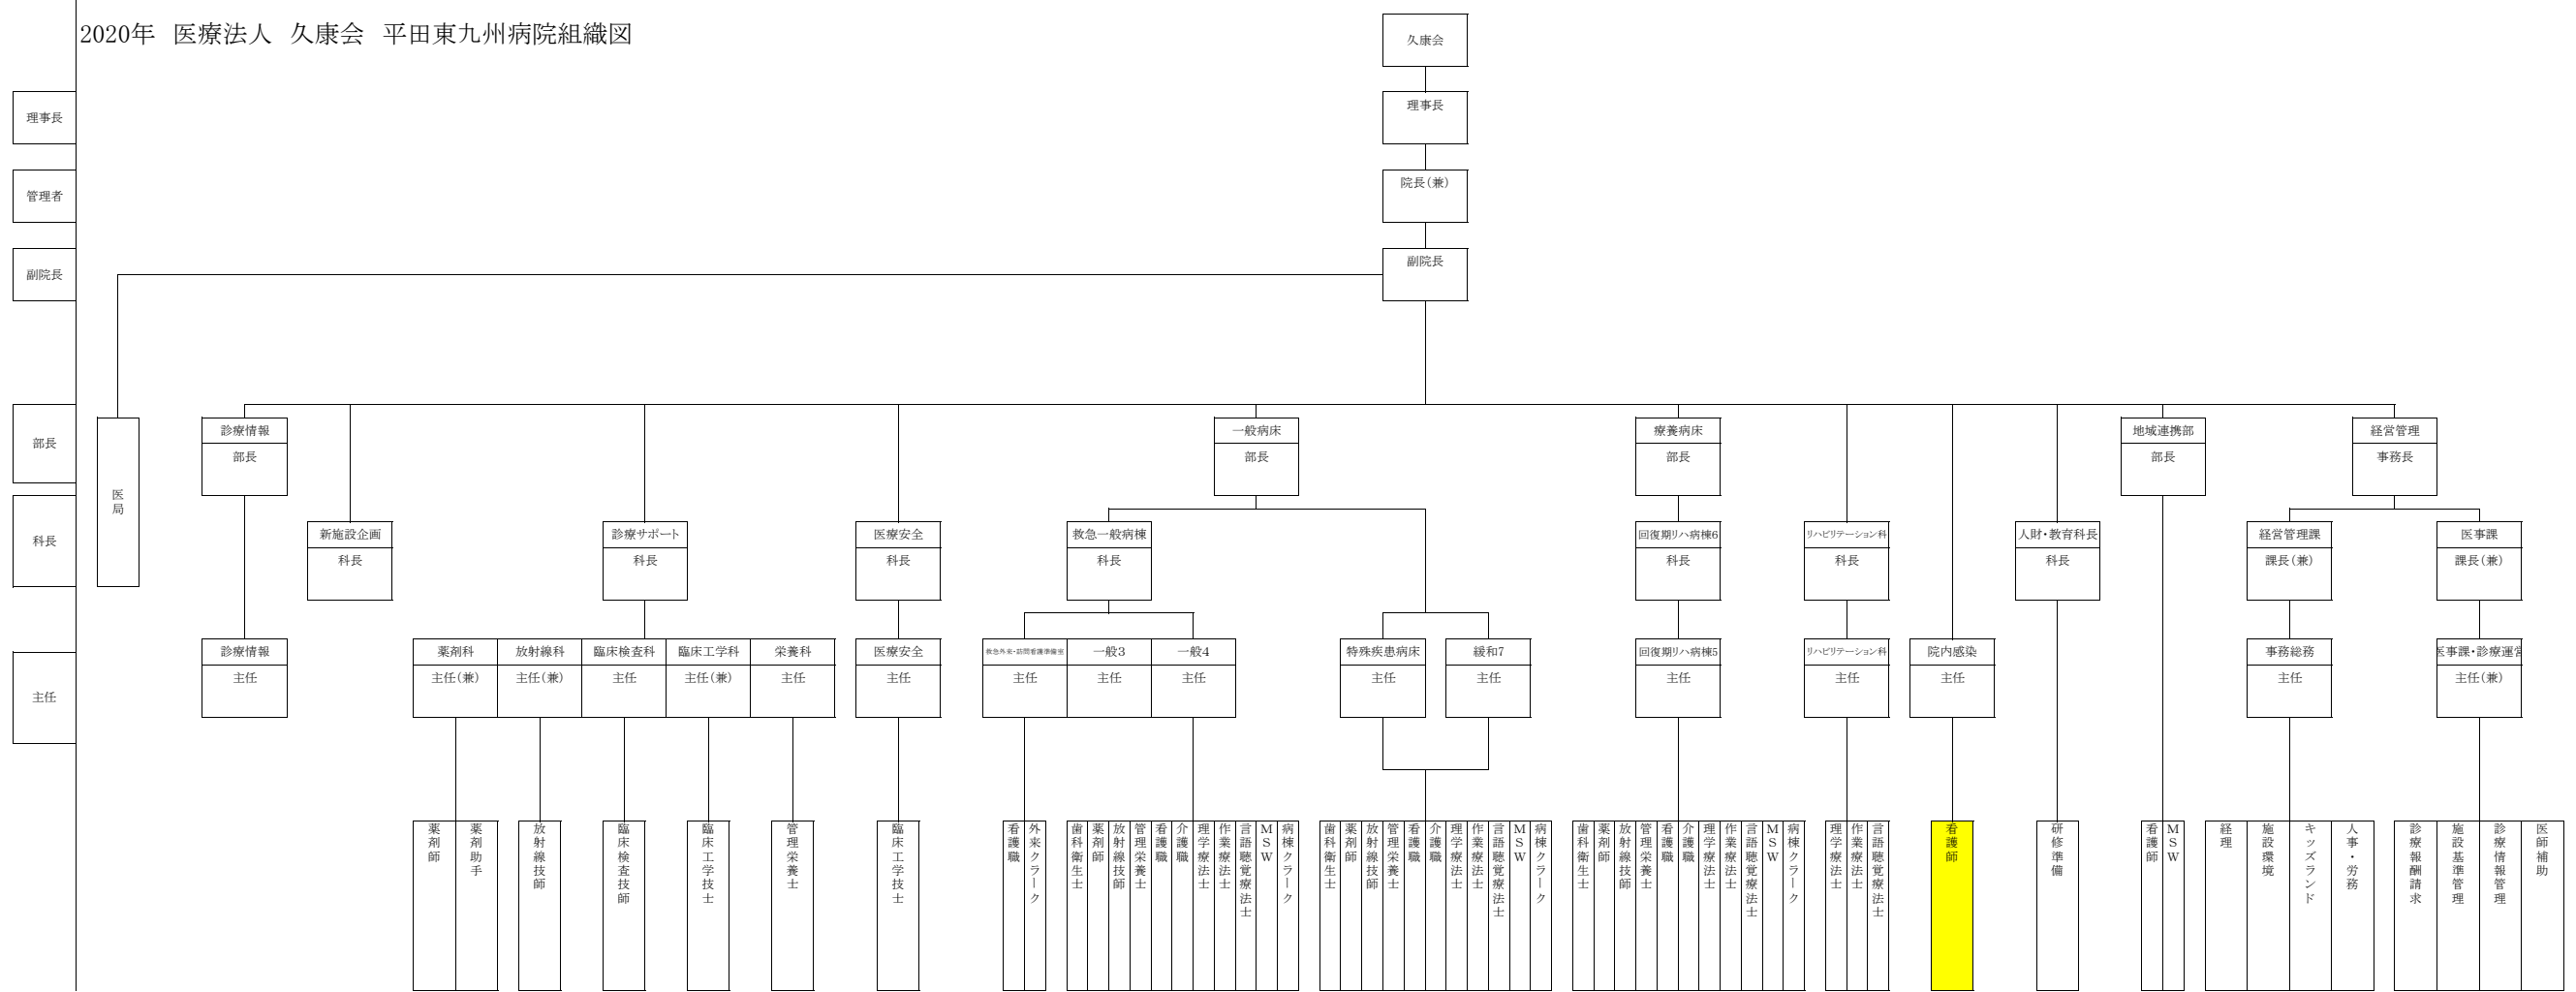 2020年　医療法人　久康会　平田東九州病院組織図
久康会
理事長
理事長
管理者
院長（兼）
副院長
副院長
部長
科長
主任
医局
診療情報
部長
一般病床
部長
療養病床
部長
地域連携部
部長
経営管理
事務長
新施設企画
科長
診療サポート
科長
医療安全
科長
救急一般病棟
科長
回復期リハ病棟6
科長
リハビリテーション科
科長
人財・教育科長
科長
経営管理課
課長（兼）
医事課
課長（兼）
診療情報
主任
薬剤科
主任（兼）
放射線科
主任（兼）
臨床検査科
主任
臨床工学科
主任（兼）
栄養科
主任
医療安全
主任
救急外来・訪問看護準備室
主任
一般3
主任
一般4
主任
特殊疾患病床
主任
緩和7
主任
回復期リハ病棟5
主任
リハビリテーション科
主任
院内感染
主任
事務総務
主任
医事課・診療運営
主任（兼）
薬剤師
薬剤助手
放射線技師
臨床検査技師
臨床工学技士
管理栄養士
臨床工学技士
看護職
外来クラーク
歯科衛生士
薬剤師
放射線技師
管理栄養士
看護職
介護職
理学療法士
作業療法士
言語聴覚療法士
MSW
病棟クラーク
歯科衛生士
薬剤師
放射線技師
管理栄養士
看護職
介護職
理学療法士
作業療法士
言語聴覚療法士
MSW
病棟クラーク
歯科衛生士
薬剤師
放射線技師
管理栄養士
看護職
介護職
理学療法士
作業療法士
言語聴覚療法士
MSW
病棟クラーク
理学療法士
作業療法士
言語聴覚療法士
看護師
研修準備
看護師
MSW
経理
施設環境
キッズランド
人事・労務
診療報酬請求
施設基準管理
診療情報管理
医師補助